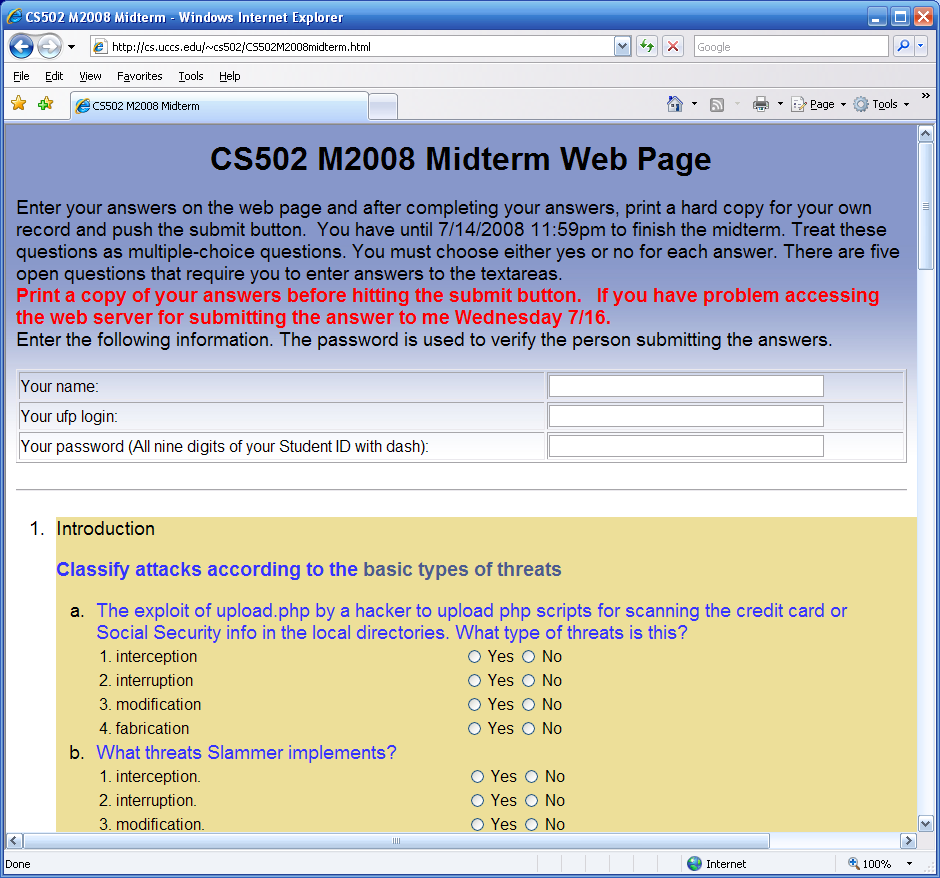 CS502 M2008 Midterm - Windows Internet Explorer
http://cs.uccs.edu/~cs502/CS502M2008midterm.html
Google
File Edit View Favorites Tools Help
CS502 M2008 Midterm
Page Tools »
CS502 M2008 Midterm Web Page
Enter your answers on the web page and after completing your answers, print a hard copy for your own
record and push the submit button.  You have until 7/14/2008 11:59pm to finish the midterm. Treat these
questions as multiple-choice questions. You must choose either yes or no for each answer. There are five
open questions that require you to enter answers to the textareas.
Print a copy of your answers before hitting the submit button.   If you have problem accessing
the web server for submitting the answer to me Wednesday 7/16.
Enter the following information. The password is used to verify the person submitting the answers.
Your name:
Your ufp login:
Your password (All nine digits of your Student ID with dash):
1. Introduction
Classify attacks according to the basic types of threats
a. The exploit of upload.php by a hacker to upload php scripts for scanning the credit card or
Social Security info in the local directories. What type of threats is this?
1. interception Yes No
2. interruption Yes No
3. modification Yes No
4. fabrication Yes No
b. What threats Slammer implements?
1. interception. Yes No
2. interruption. Yes No
3. modification. Yes No
Done Internet 100%